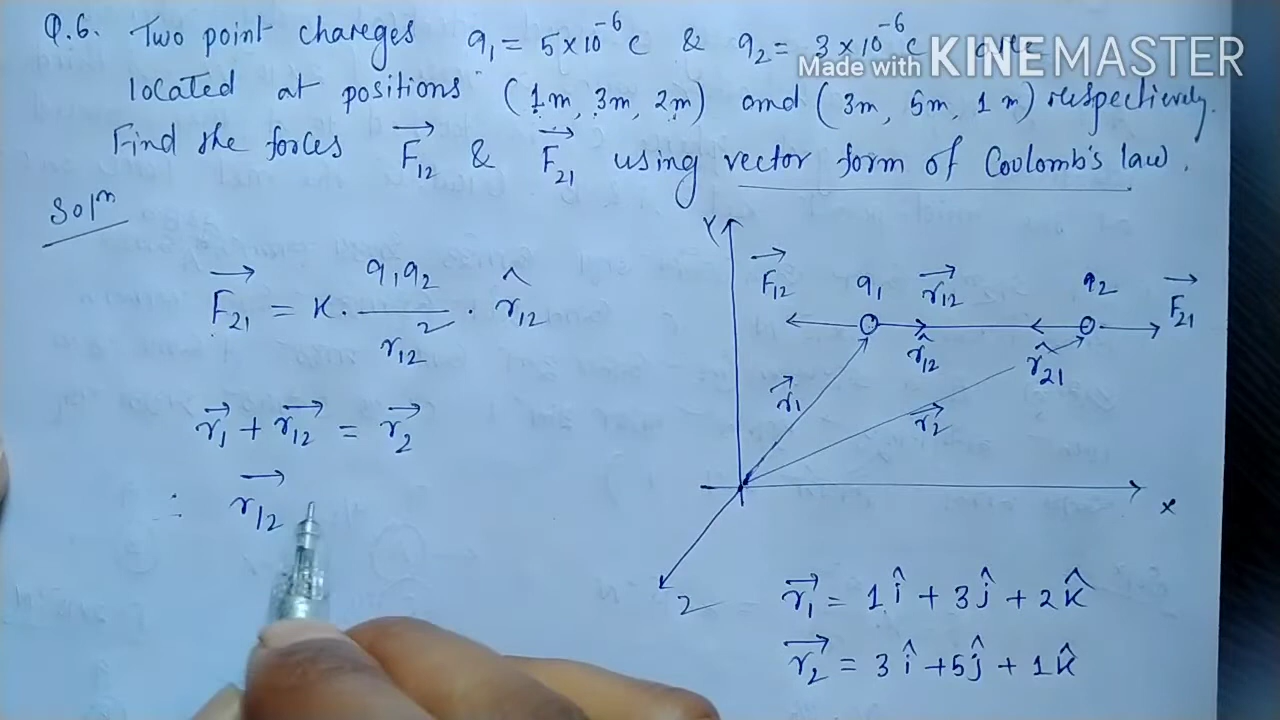 Q.6. Two point chareges q₁ = 5×10⁻⁶ C & q₂ = 3×10⁻⁶ C are
Made with KINEMASTER
located at positions (1m, 3m, 2m) and (3m, 5m, 1m) respectively.
Find the forces F₁₂→ & F₂₁→ using vector form of Coulomb's law.
Solⁿ
F₂₁→ = K. q₁q₂ / r₁₂² . r̂₁₂
r₁→ + r₁₂→ = r₂→
∴ r₁₂→
Y
F₁₂→ q₁ r₁₂→ q₂ F₂₁→
r̂₁₂ r̂₂₁
r₁→ r₂→
X
Z
r₁→ = 1î + 3ĵ + 2k̂
r₂→ = 3î + 5ĵ + 1k̂